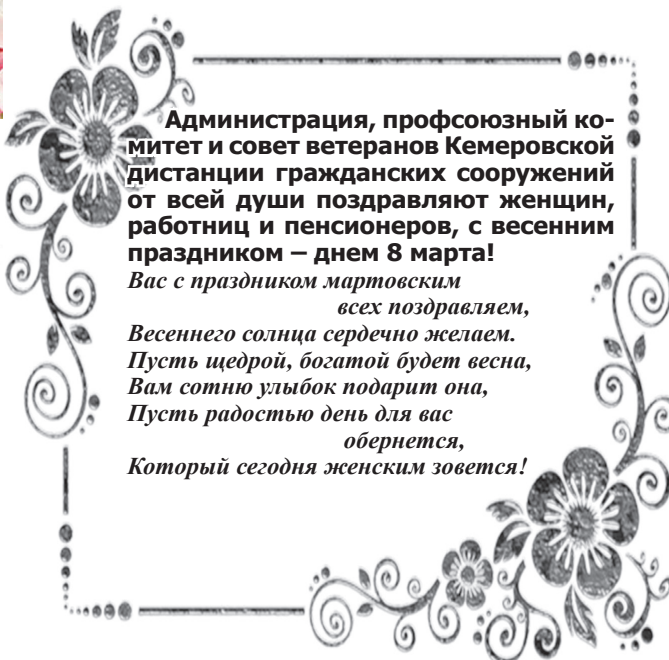 Администрация, профсоюзный ко-
митет и совет ветеранов Кемеровской
дистанции гражданских сооружений
от всей души поздравляют женщин,
работниц и пенсионеров, с весенним
праздником – днем 8 марта!
Вас с праздником мартовским
всех поздравляем,
Весеннего солнца сердечно желаем.
Пусть щедрой, богатой будет весна,
Вам сотню улыбок подарит она,
Пусть радостью день для вас
обернется,
Который сегодня женским зовется!